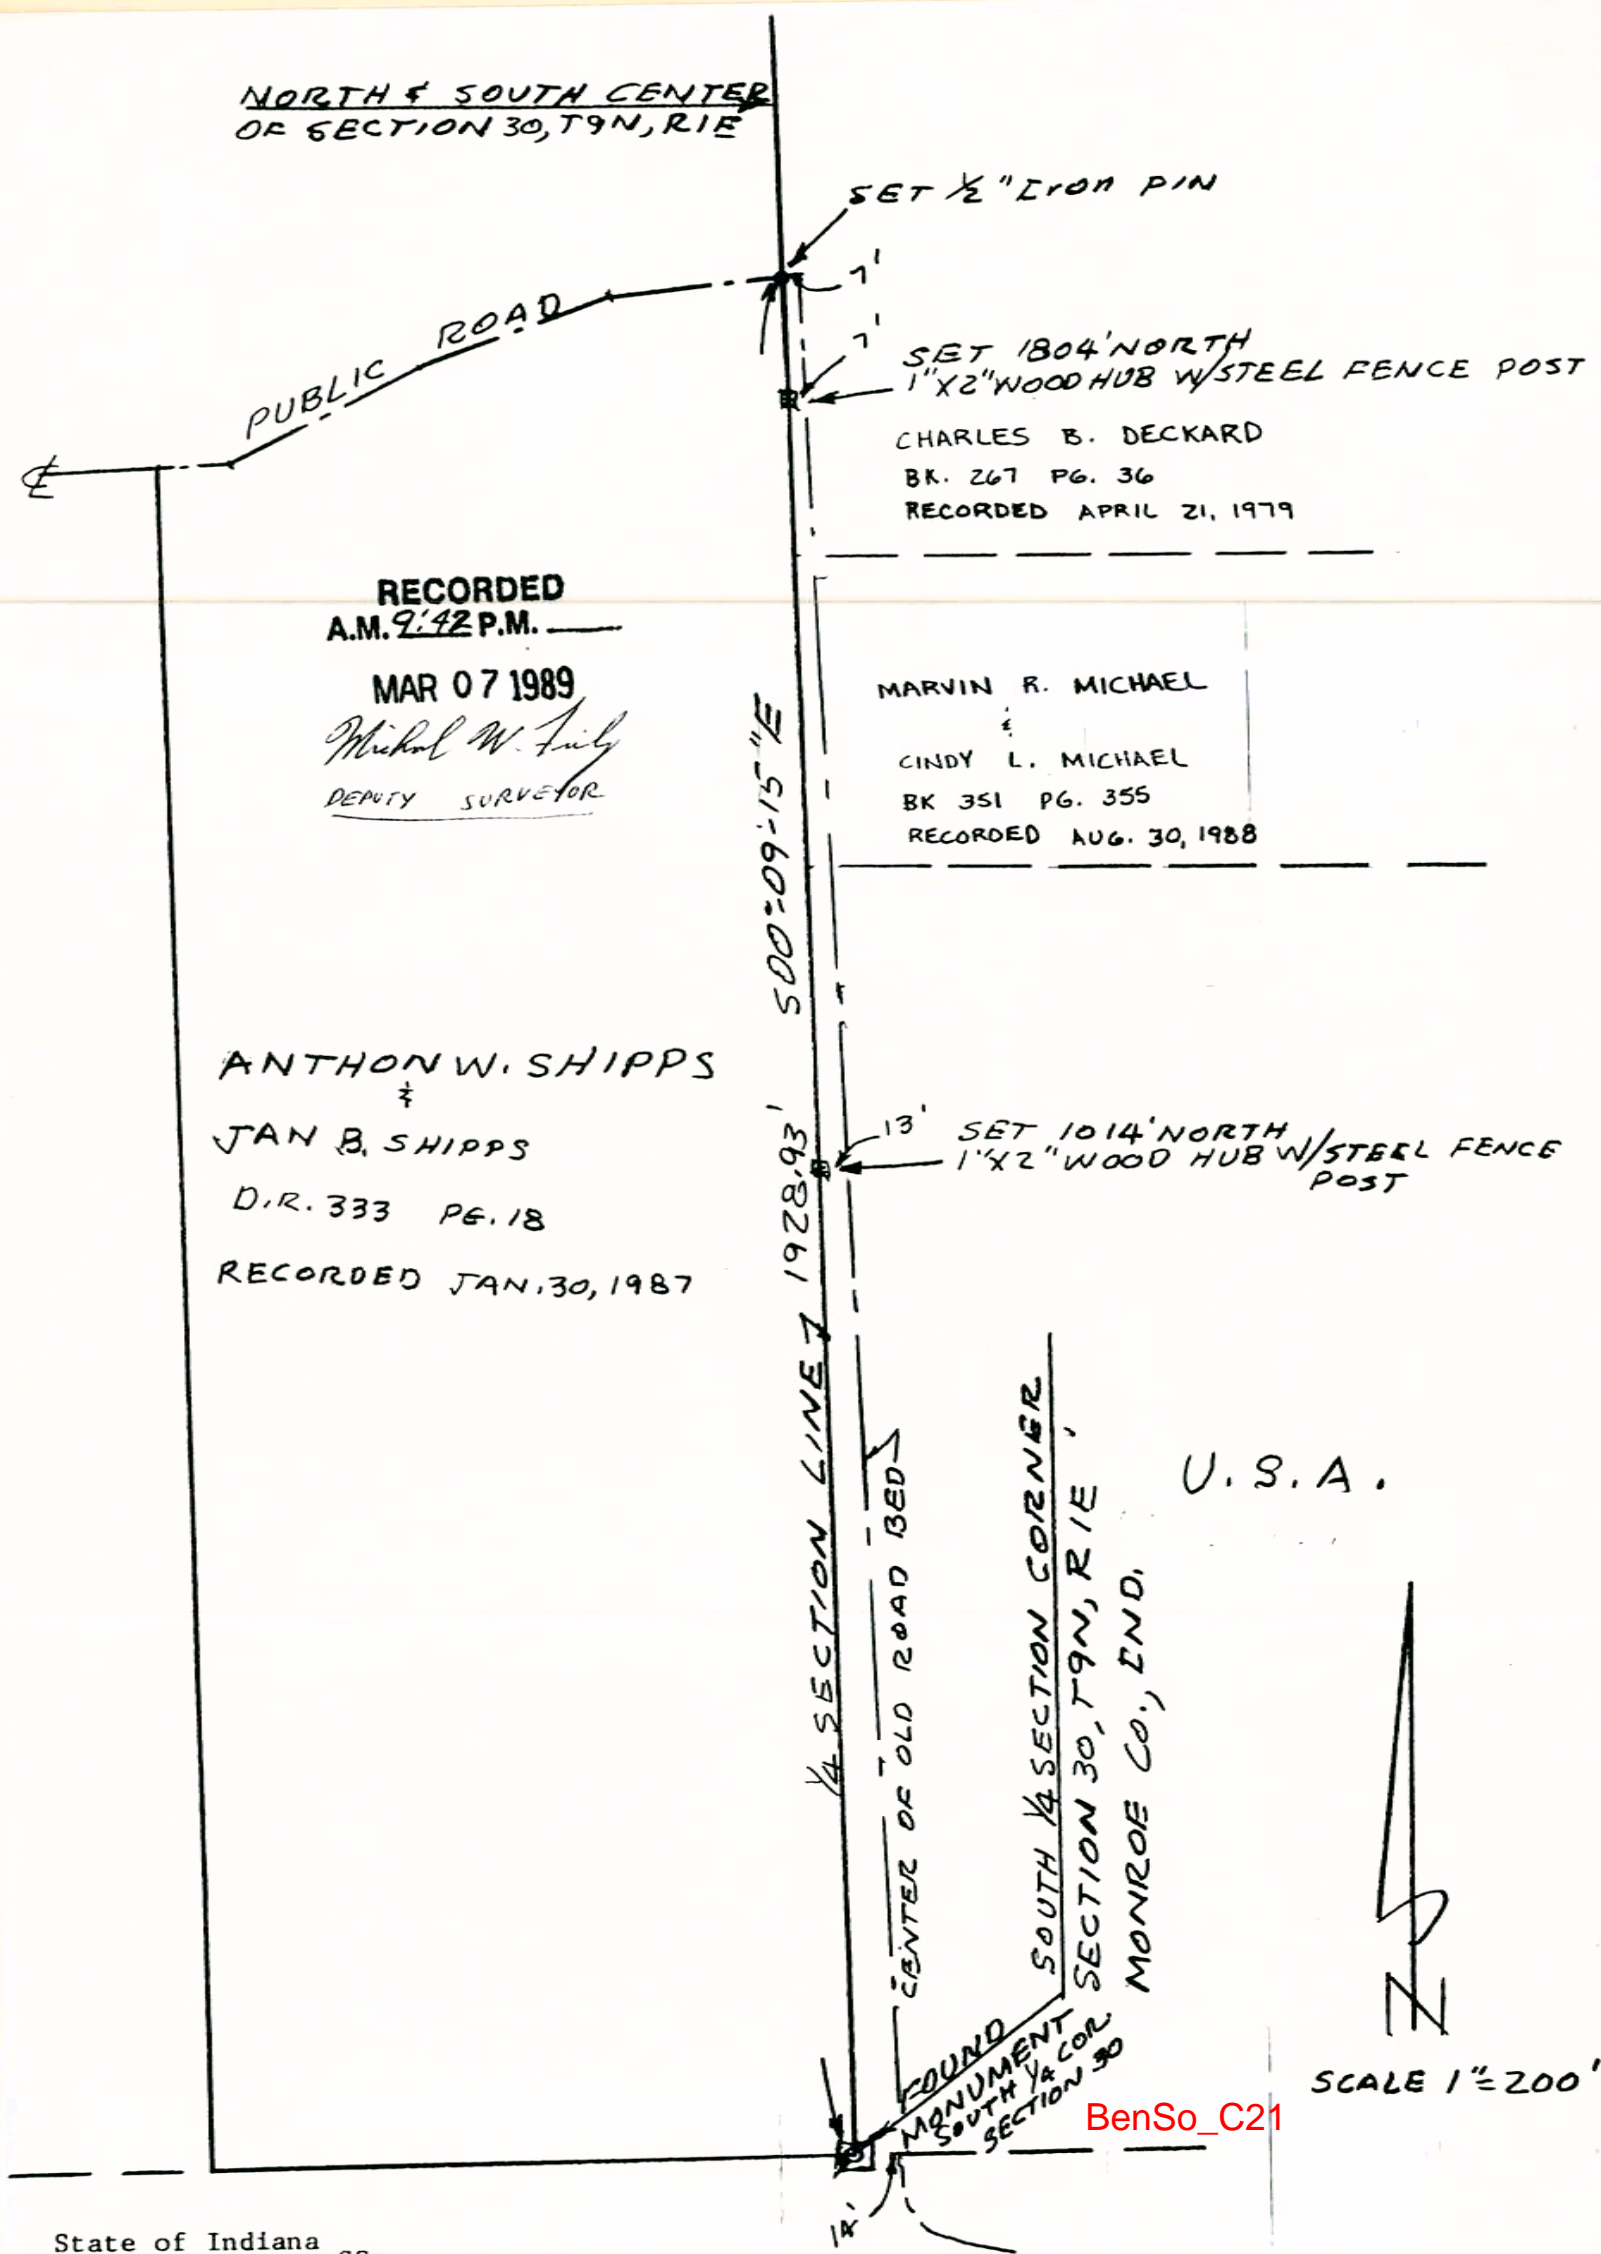 NORTH & SOUTH CENTER
OF SECTION 30, T9N, R1E
SET 1/2" Iron PIN
7'
7'
PUBLIC ROAD
SET 1804' NORTH
1"X2" WOOD HUB W/STEEL FENCE POST
CHARLES B. DECKARD
BK. 267 PG. 36
RECORDED APRIL 21, 1979
RECORDED
A.M. 9:42 P.M.
MAR 07 1989
DEPUTY SURVEYOR
MARVIN R. MICHAEL
&
CINDY L. MICHAEL
BK 351 PG. 355
RECORDED AUG. 30, 1988
S00°-09'-15"E
1928.93'
1/4 SECTION LINE
ANTHON W. SHIPPS
&
JAN B. SHIPPS
D.R. 333 PG. 18
RECORDED JAN. 30, 1987
13'
SET 1014' NORTH
1"X2" WOOD HUB W/STEEL FENCE
POST
CENTER OF OLD ROAD BED
SOUTH 1/4 SECTION CORNER
SECTION 30, T9N, R1E
MONROE CO., IND.
U.S.A.
N
SCALE 1"=200'
FOUND
MONUMENT
SOUTH 1/4 COR.
SECTION 30
BenSo_C21
14'
State of Indiana